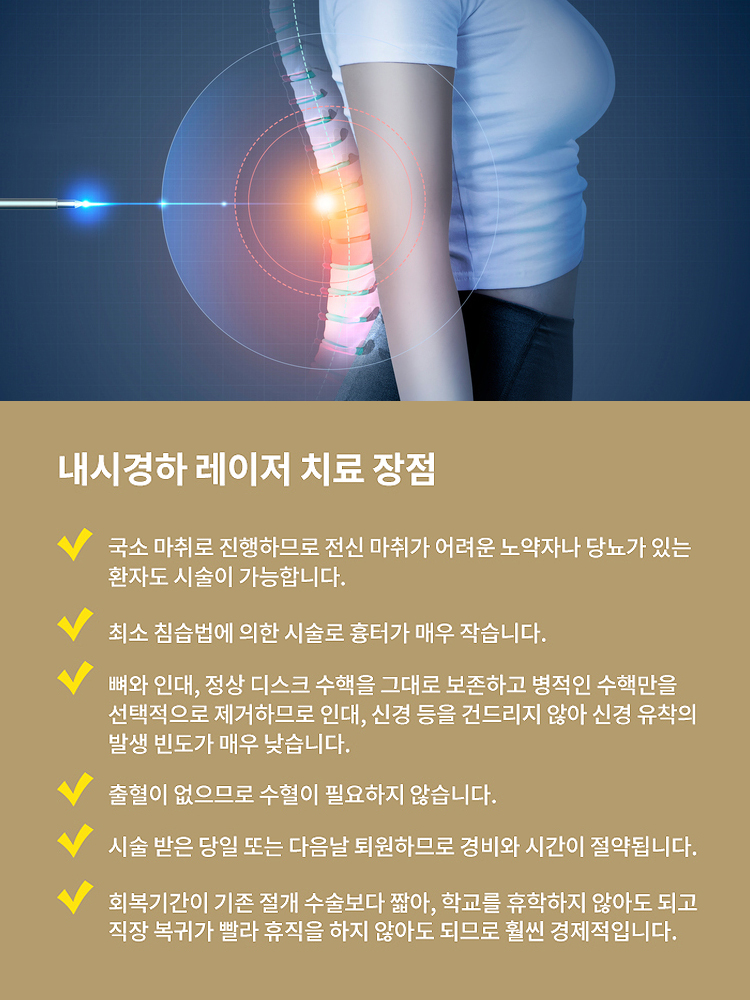 내시경하 레이저 치료 장점
국소 마취로 진행하므로 전신 마취가 어려운 노약자나 당뇨가 있는
환자도 시술이 가능합니다.
최소 침습법에 의한 시술로 흉터가 매우 작습니다.
뼈와 인대, 정상 디스크 수핵을 그대로 보존하고 병적인 수핵만을
선택적으로 제거하므로 인대, 신경 등을 건드리지 않아 신경 유착의
발생 빈도가 매우 낮습니다.
출혈이 없으므로 수혈이 필요하지 않습니다.
시술 받은 당일 또는 다음날 퇴원하므로 경비와 시간이 절약됩니다.
회복기간이 기존 절개 수술보다 짧아, 학교를 휴학하지 않아도 되고
직장 복귀가 빨라 휴직을 하지 않아도 되므로 훨씬 경제적입니다.